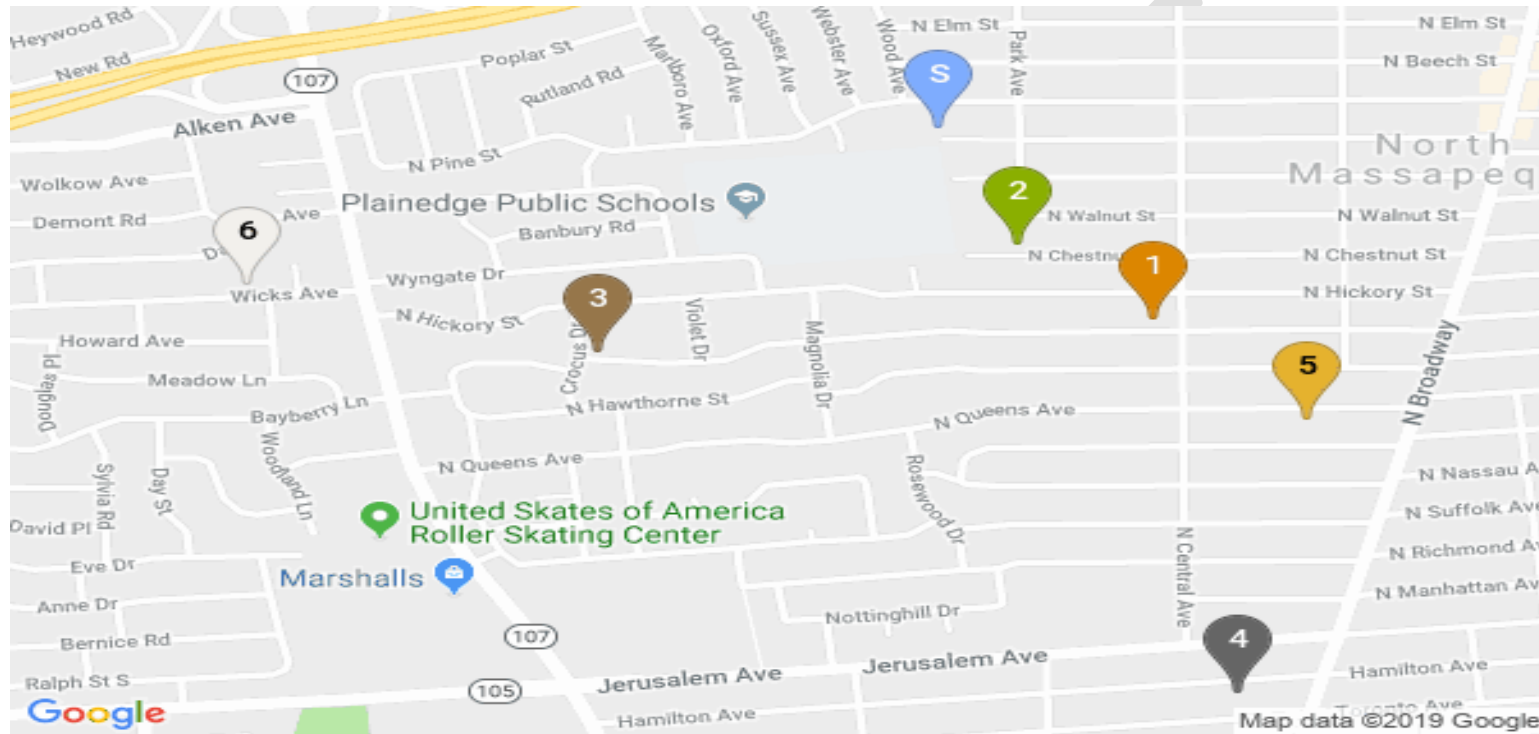 Heywood Rd
New Rd
107
Poplar St
Rutland Rd
Marlboro Ave
Oxford Ave
Sussex Ave
Webster Ave
Wood Ave
N Elm St
Park Ave
N Elm St
N Beech St
S
Alken Ave
N Pine St
North
Massapeq
Wolkow Ave
Demont Rd
Ave
6
Plainedge Public Schools
Banbury Rd
2
N Walnut St
N Walnut St
N Chestnu
N Chestnut St
1
Wicks Ave
Wyngate Dr
3
N Hickory St
N Hickory St
Violet Dr
Magnolia Dr
Howard Ave
Douglas Pl
Meadow Ln
Bayberry Ln
Crocus Dr
N Hawthorne St
N Queens Ave
5
N Broadway
Sylvia Rd
Day St
Woodland Ln
N Queens Ave
Rosewood Dr
N Nassau A
David Pl
United Skates of America
Roller Skating Center
N Suffolk Ave
Eve Dr
Marshalls
N Central Ave
N Richmond A
Anne Dr
Nottinghill Dr
N Manhattan Av
Bernice Rd
107
4
Ralph St S
105
Jerusalem Ave
Jerusalem Ave
Hamilton Ave
Google
Hamilton Ave
Toronto Ave
Map data ©2019 Google